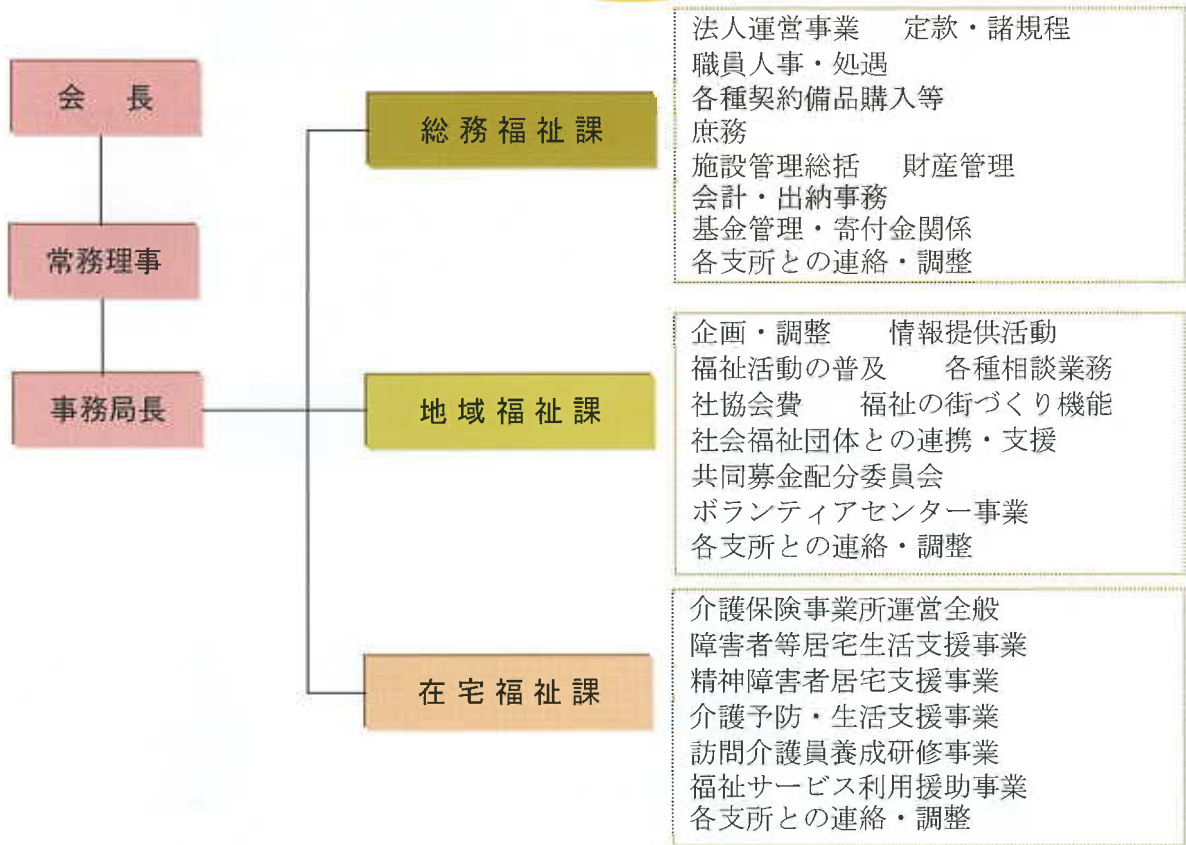 会　長
常務理事
事務局長
総務福祉課
法人運営事業　定款・諸規程
職員人事・処遇
各種契約備品購入等
庶務
施設管理総括　財産管理
会計・出納事務
基金管理・寄付金関係
各支所との連絡・調整
地域福祉課
企画・調整　情報提供活動
福祉活動の普及　各種相談業務
社協会費　福祉の街づくり機能
社会福祉団体との連携・支援
共同募金配分委員会
ボランティアセンター事業
各支所との連絡・調整
在宅福祉課
介護保険事業所運営全般
障害者等居宅生活支援事業
精神障害者居宅支援事業
介護予防・生活支援事業
訪問介護員養成研修事業
福祉サービス利用援助事業
各支所との連絡・調整